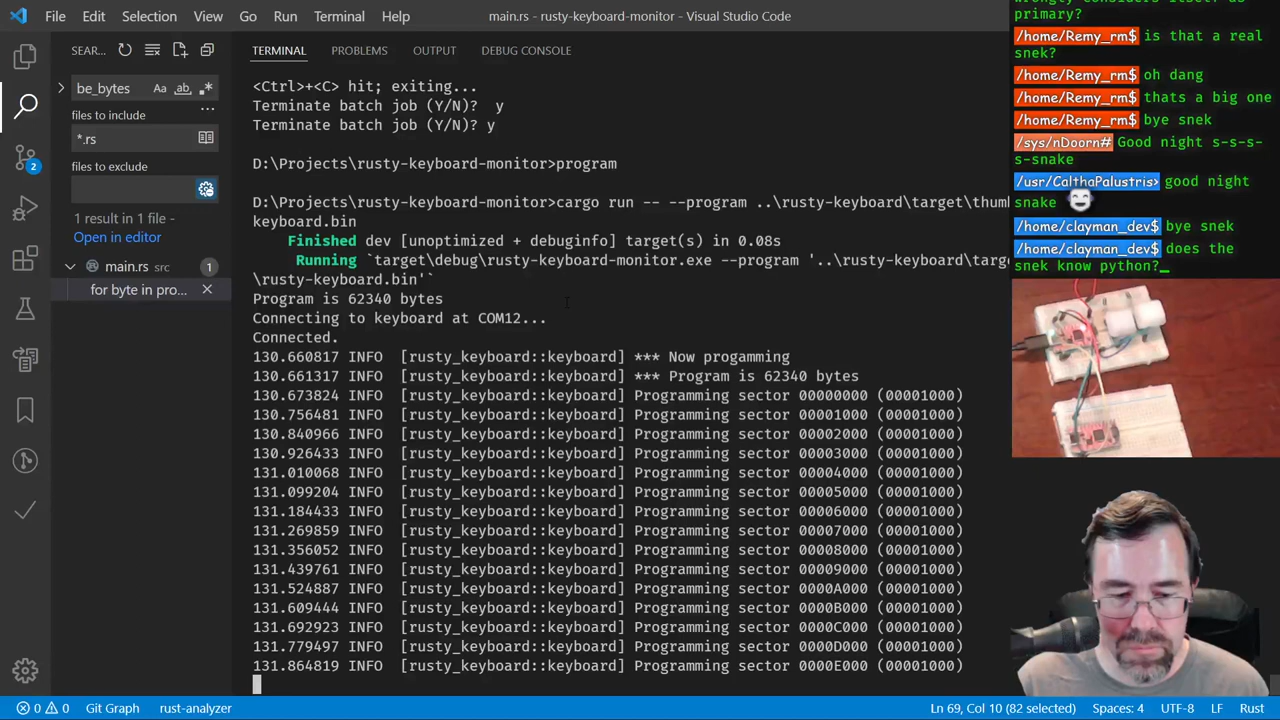 File Edit Selection View Go Run Terminal Help main.rs - rusty-keyboard-monitor - Visual Studio Code
SEAR...
be_bytes Aa ab .*
files to include
*.rs
files to exclude
1 result in 1 file -
Open in editor
main.rs src 1
for byte in pro...
2
TERMINAL PROBLEMS OUTPUT DEBUG CONSOLE
<Ctrl>+<C> hit; exiting...
Terminate batch job (Y/N)? y
Terminate batch job (Y/N)? y
D:\Projects\rusty-keyboard-monitor>program
D:\Projects\rusty-keyboard-monitor>cargo run -- --program ..\rusty-keyboard\target\thum
keyboard.bin
Finished dev [unoptimized + debuginfo] target(s) in 0.08s
Running `target\debug\rusty-keyboard-monitor.exe --program '..\rusty-keyboard\targe
\rusty-keyboard.bin'`
Program is 62340 bytes
Connecting to keyboard at COM12...
Connected.
130.660817 INFO [rusty_keyboard::keyboard] *** Now progamming
130.661317 INFO [rusty_keyboard::keyboard] *** Program is 62340 bytes
130.673824 INFO [rusty_keyboard::keyboard] Programming sector 00000000 (00001000)
130.756481 INFO [rusty_keyboard::keyboard] Programming sector 00001000 (00001000)
130.840966 INFO [rusty_keyboard::keyboard] Programming sector 00002000 (00001000)
130.926433 INFO [rusty_keyboard::keyboard] Programming sector 00003000 (00001000)
131.010068 INFO [rusty_keyboard::keyboard] Programming sector 00004000 (00001000)
131.099204 INFO [rusty_keyboard::keyboard] Programming sector 00005000 (00001000)
131.184433 INFO [rusty_keyboard::keyboard] Programming sector 00006000 (00001000)
131.269859 INFO [rusty_keyboard::keyboard] Programming sector 00007000 (00001000)
131.356052 INFO [rusty_keyboard::keyboard] Programming sector 00008000 (00001000)
131.439761 INFO [rusty_keyboard::keyboard] Programming sector 00009000 (00001000)
131.524887 INFO [rusty_keyboard::keyboard] Programming sector 0000A000 (00001000)
131.609444 INFO [rusty_keyboard::keyboard] Programming sector 0000B000 (00001000)
131.692923 INFO [rusty_keyboard::keyboard] Programming sector 0000C000 (00001000)
131.779497 INFO [rusty_keyboard::keyboard] Programming sector 0000D000 (00001000)
131.864819 INFO [rusty_keyboard::keyboard] Programming sector 0000E000 (00001000)
primary?
/home/Remy_rm$ is that a real
snek?
/home/Remy_rm$ oh dang
/home/Remy_rm$ thats a big one
/home/Remy_rm$ bye snek
/sys/nDoorn# Good night s-s-s-
s-snake
/usr/CalthaPalustris> good night
snake
/home/clayman_dev$ bye snek
/home/clayman_dev$ does the
snek know python?_
0 0 Git Graph rust-analyzer Ln 69, Col 10 (82 selected) Spaces: 4 UTF-8 LF Rust